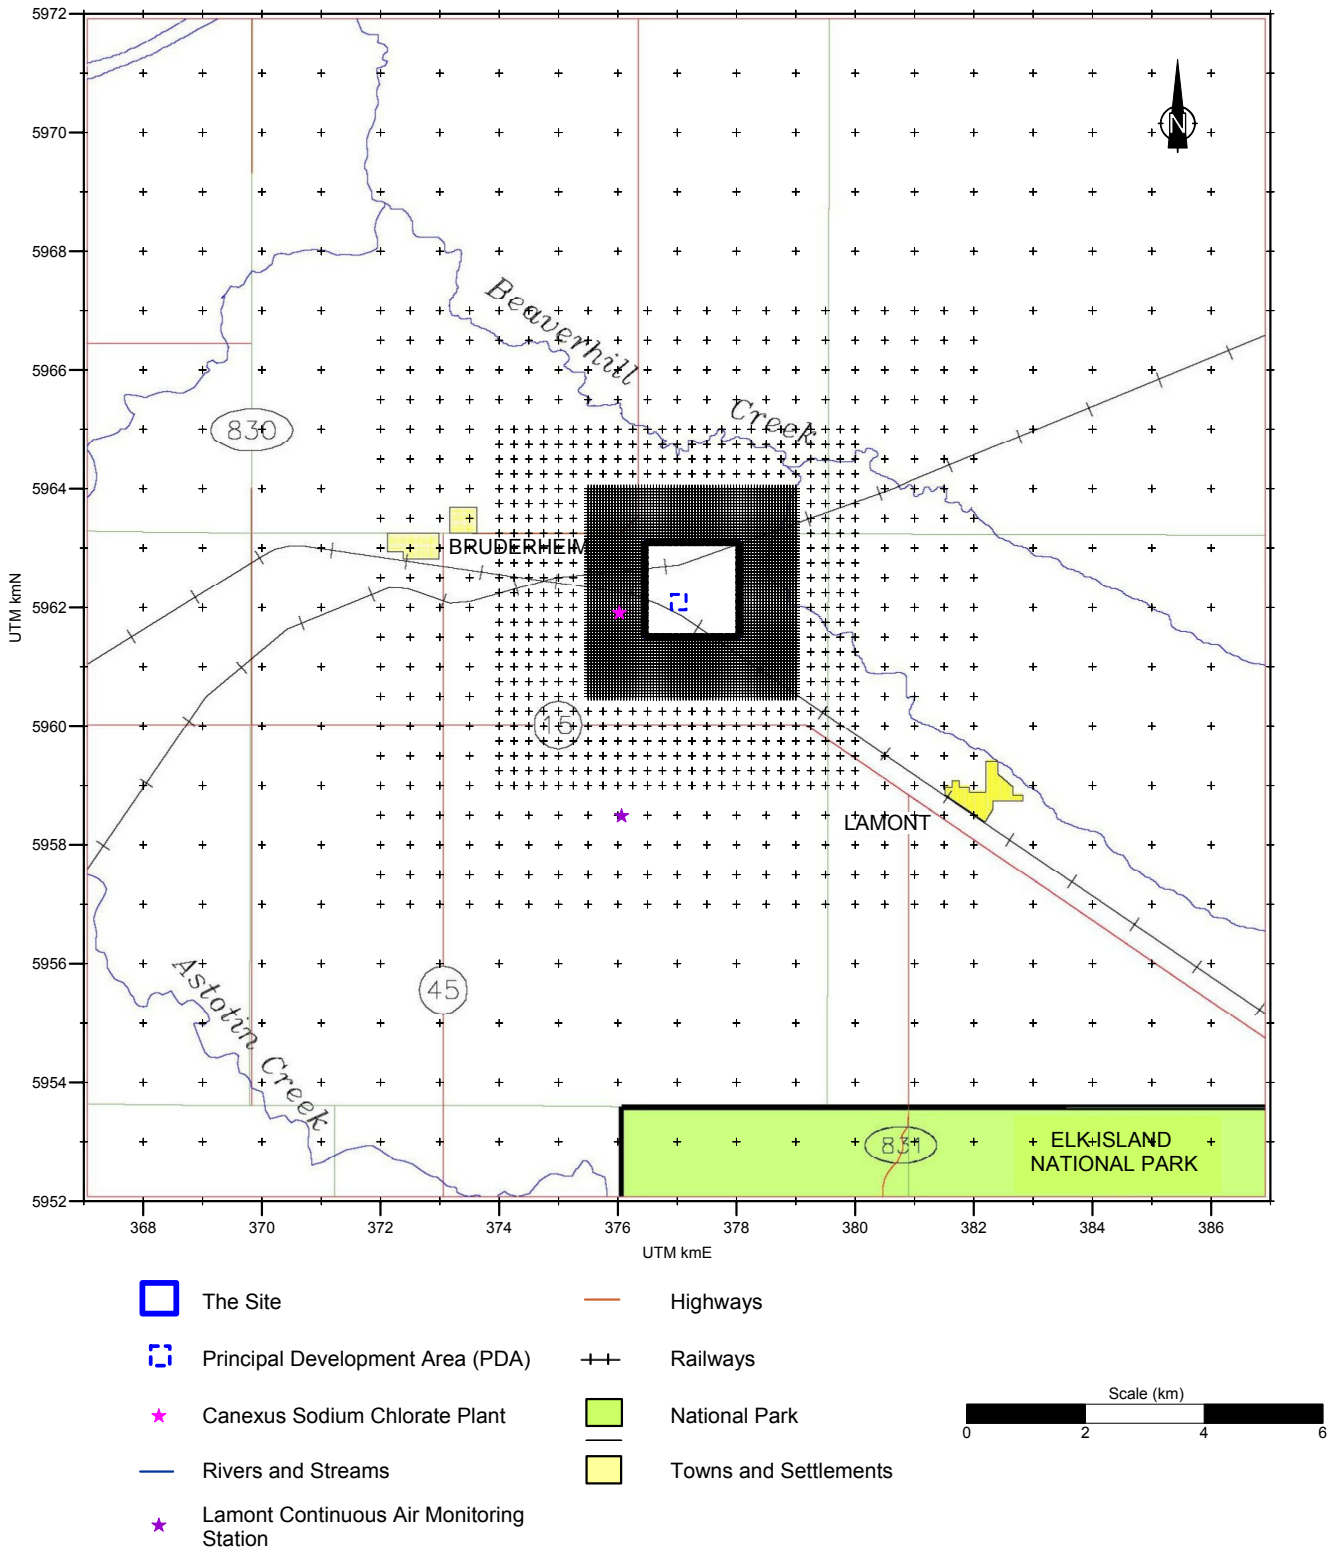 5972
5970
5968
5966
5964
5962
5960
5958
5956
5954
5952
UTM kmN
N
Beaverhill
Creek
830
BRUDERHEIM
15
LAMONT
45
Astotin Creek
831
ELK ISLAND
NATIONAL PARK
368 370 372 374 376 378 380 382 384 386
UTM kmE
The Site
Principal Development Area (PDA)
Canexus Sodium Chlorate Plant
Rivers and Streams
Lamont Continuous Air Monitoring
Station
Highways
Railways
National Park
Towns and Settlements
Scale (km)
0 2 4 6